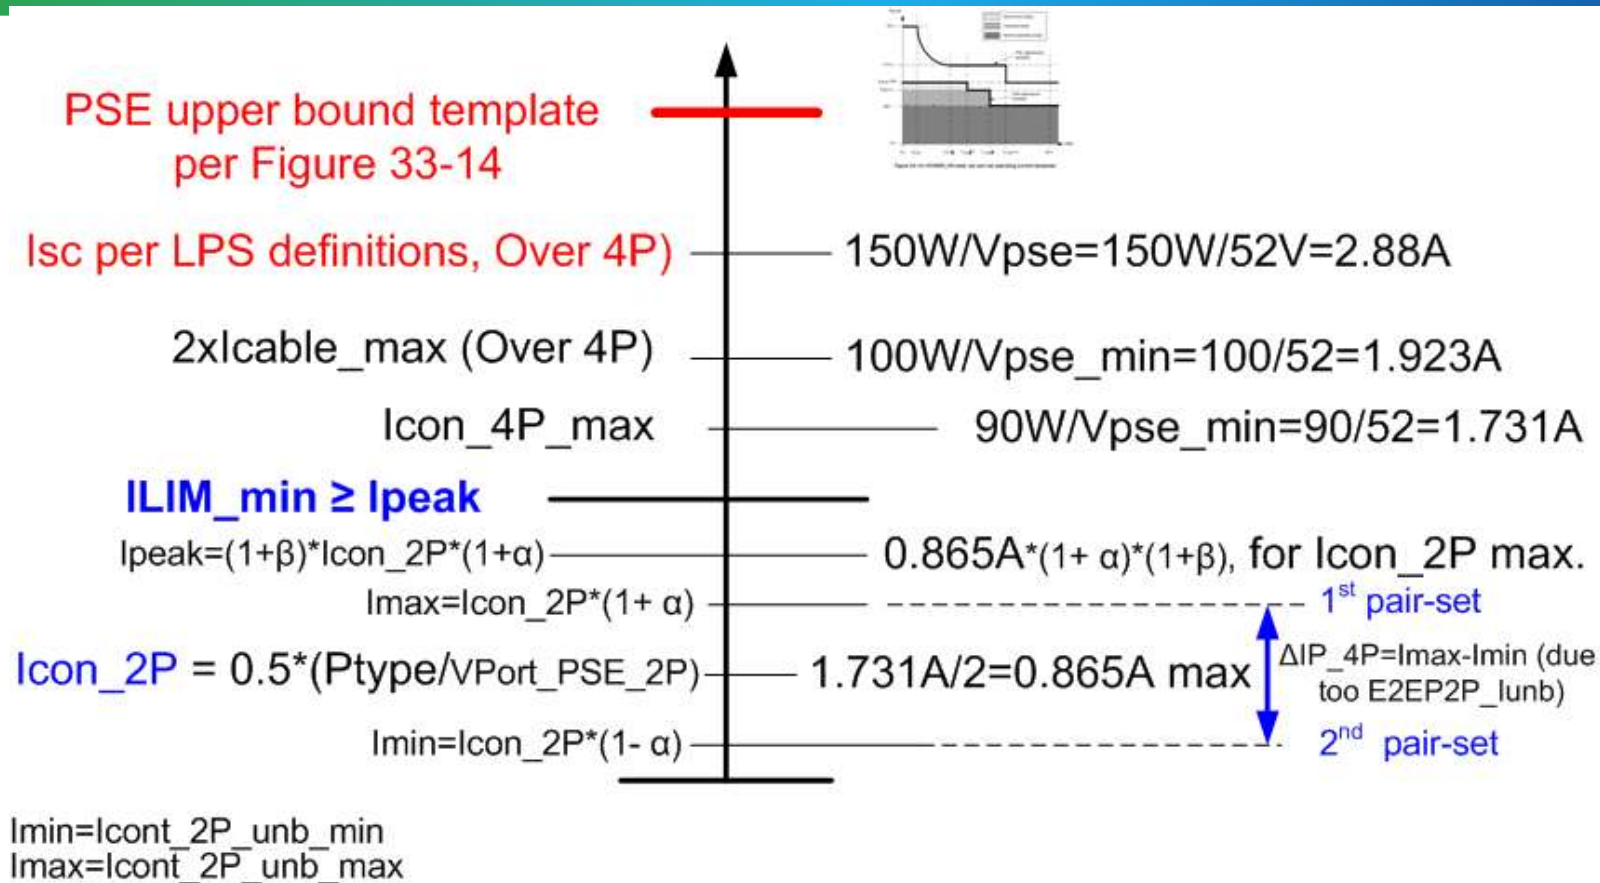 PSE upper bound template
per Figure 33-14
Isc per LPS definitions, Over 4P)
150W/Vpse=150W/52V=2.88A
2xIcable_max (Over 4P)
100W/Vpse_min=100/52=1.923A
Icon_4P_max
90W/Vpse_min=90/52=1.731A
ILIM_min ≥ Ipeak
Ipeak=(1+β)*Icon_2P*(1+α)
0.865A*(1+ α)*(1+β), for Icon_2P max.
Imax=Icon_2P*(1+ α)
1st pair-set
Icon_2P = 0.5*(Ptype/VPort_PSE_2P)
1.731A/2=0.865A max
ΔIP_4P=Imax-Imin (due
too E2EP2P_Iunb)
Imin=Icon_2P*(1- α)
2nd pair-set
Imin=Icont_2P_unb_min
Imax=Icont_2P_unb_max